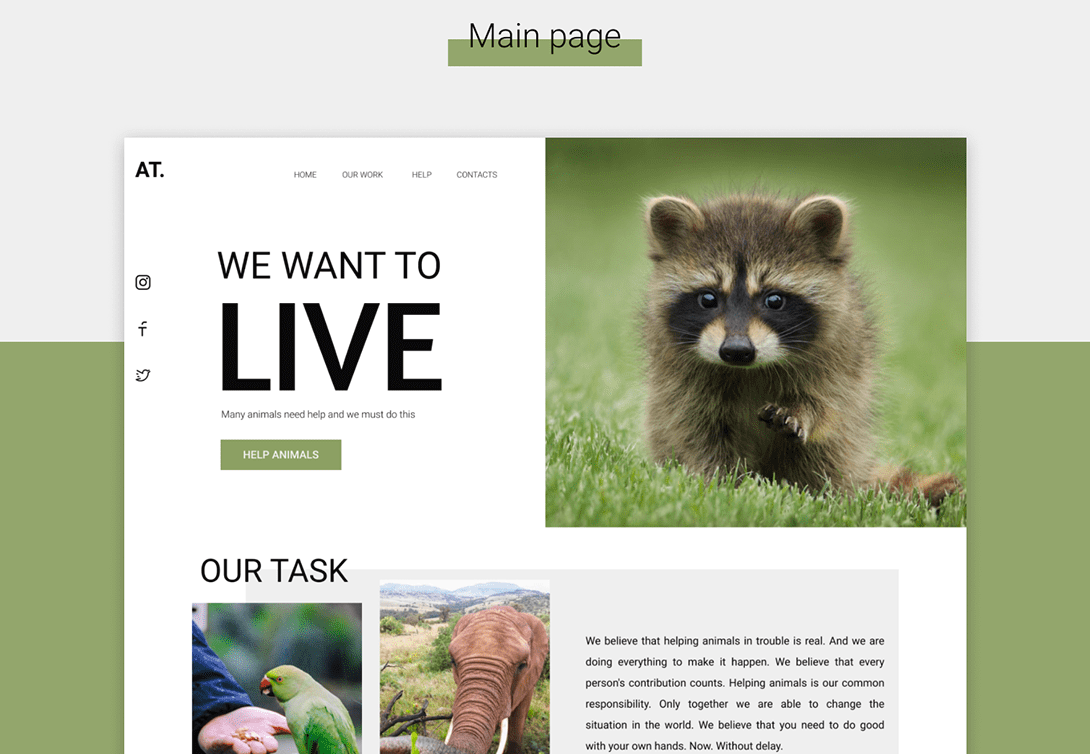 Main page
AT.
HOME OUR WORK HELP CONTACTS
WE WANT TO
LIVE
Many animals need help and we must do this
HELP ANIMALS
OUR TASK
We believe that helping animals in trouble is real. And we are
doing everything to make it happen. We believe that every
person's contribution counts. Helping animals is our common
responsibility. Only together we are able to change the
situation in the world. We believe that you need to do good
with your own hands. Now. Without delay.